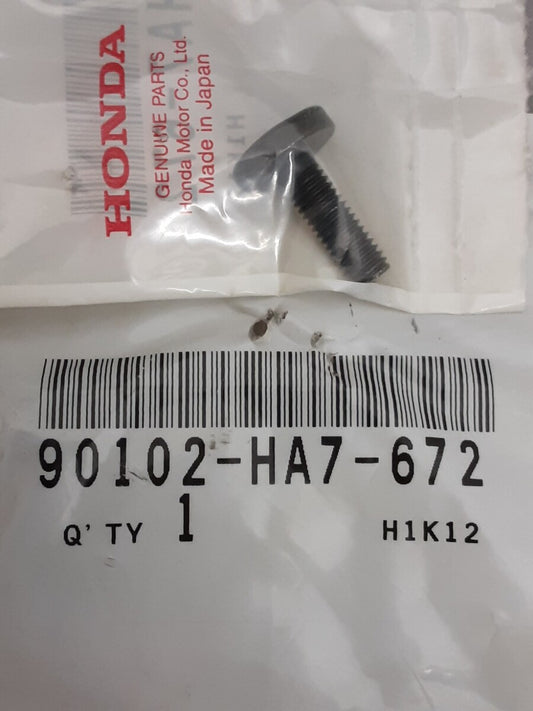 HONDA
GENUINE PARTS
Honda Motor Co., Ltd.
Made in Japan
90102-HA7-672
Q' TY 1
H1K12